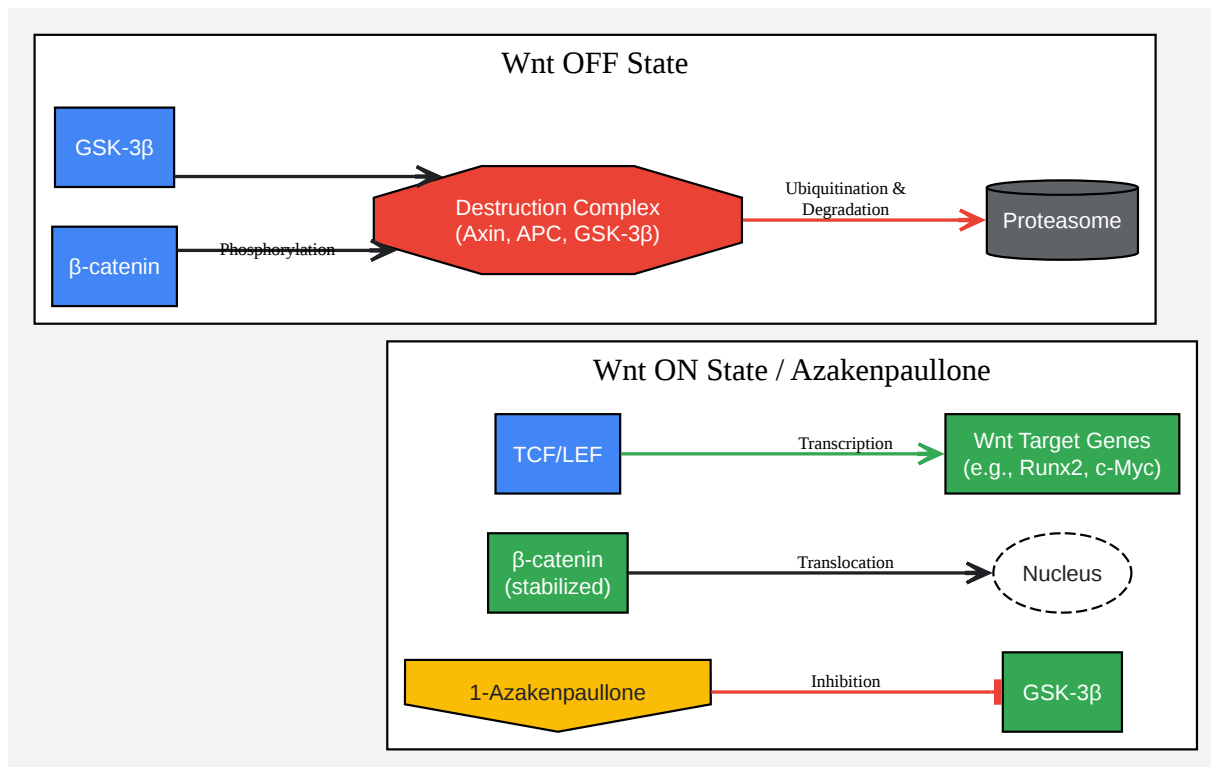 Wnt OFF State
GSK-3β
β-catenin
Phosphorylation
Destruction Complex
(Axin, APC, GSK-3β)
Ubiquitination &
Degradation
Proteasome
Wnt ON State / Azakenpaullone
TCF/LEF
Transcription
Wnt Target Genes
(e.g., Runx2, c-Myc)
β-catenin
(stabilized)
Translocation
Nucleus
1-Azakenpaullone
Inhibition
GSK-3β